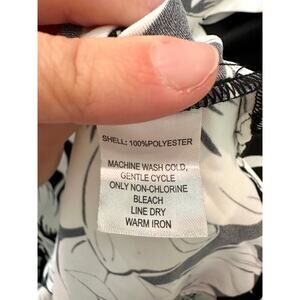 SHELL: 100%POLYESTER
MACHINE WASH COLD,
GENTLE CYCLE
ONLY NON-CHLORINE
BLEACH
LINE DRY
WARM IRON